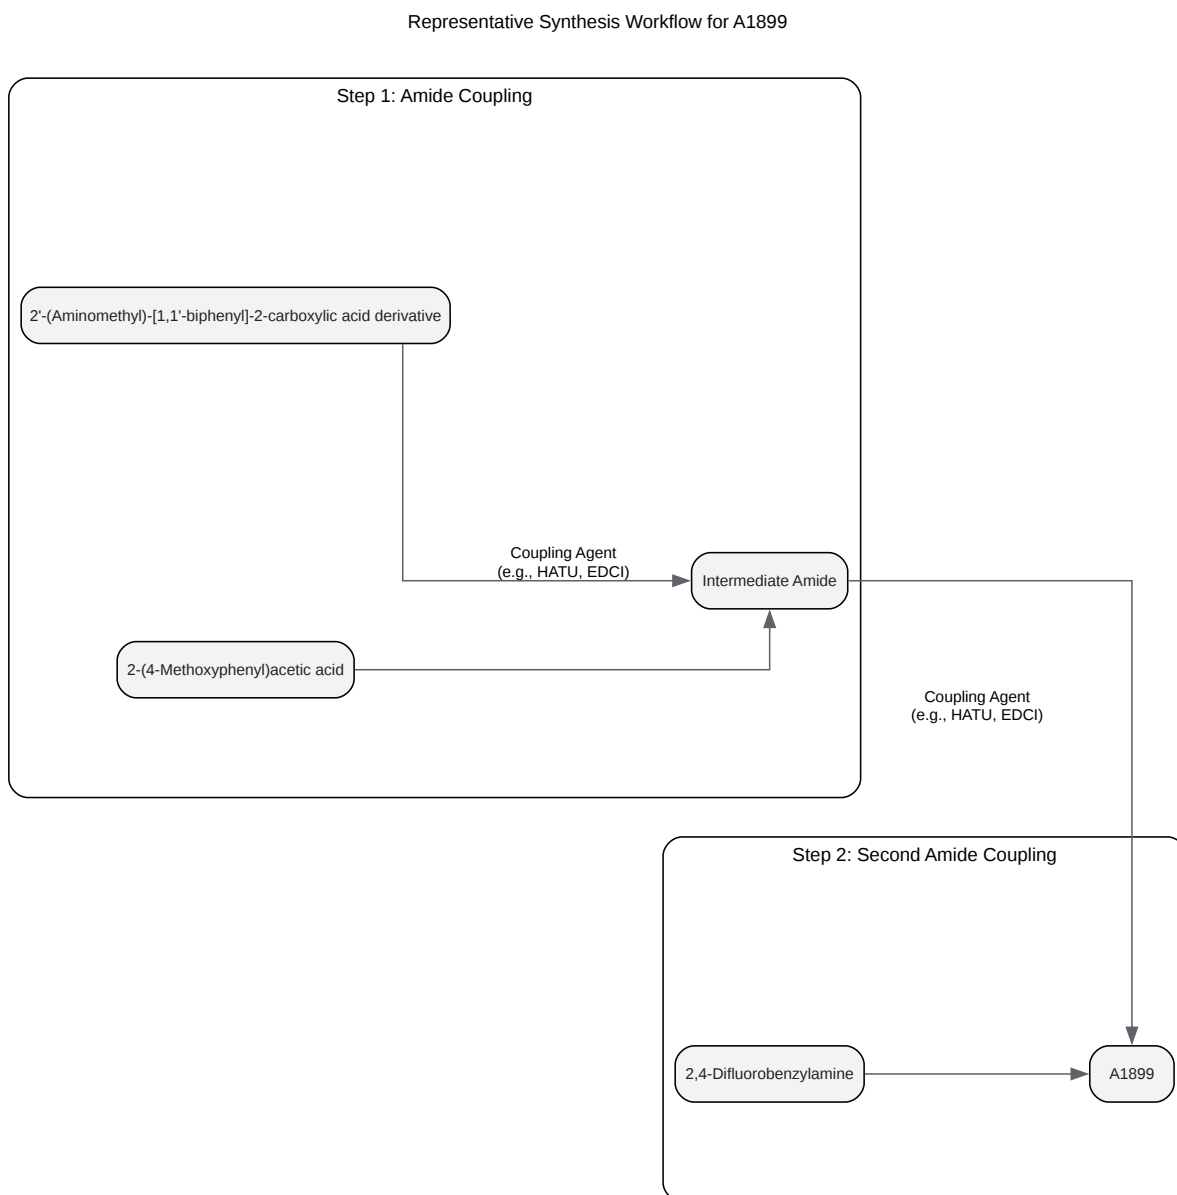 Representative Synthesis Workflow for A1899
Step 1: Amide Coupling
2'-(Aminomethyl)-[1,1'-biphenyl]-2-carboxylic acid derivative
Coupling Agent
(e.g., HATU, EDCI)
Intermediate Amide
2-(4-Methoxyphenyl)acetic acid
Coupling Agent
(e.g., HATU, EDCI)
Step 2: Second Amide Coupling
2,4-Difluorobenzylamine
A1899